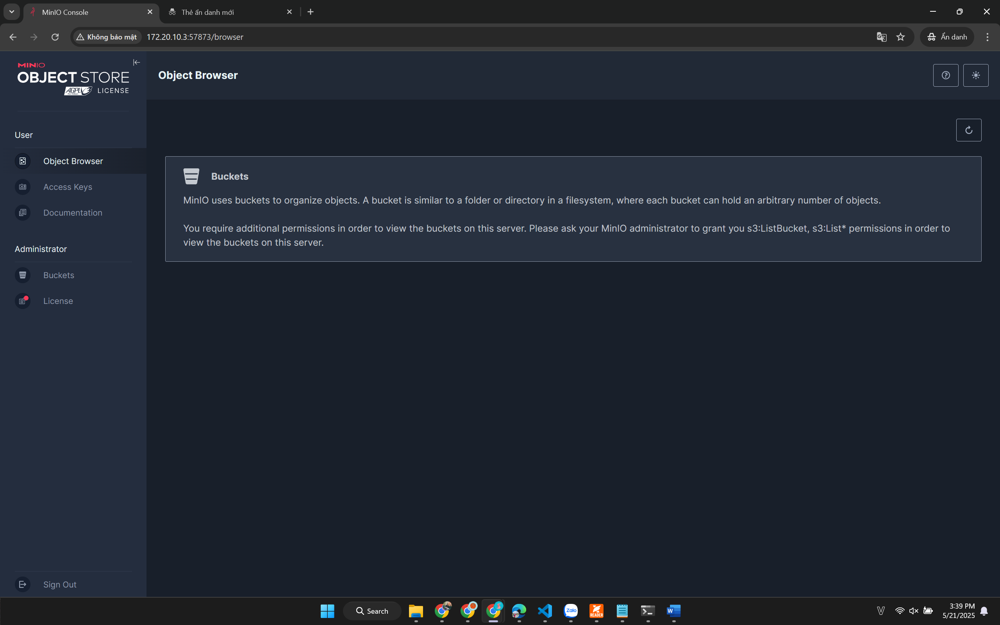 MinIO Console
Thẻ ẩn danh mới
Không bảo mật
172.20.10.3:57873/browser
Ẩn danh
MINIO
OBJECT STORE
AGPL
LICENSE
Object Browser
User
Object Browser
Access Keys
Documentation
Administrator
Buckets
License
Sign Out
Buckets
MinIO uses buckets to organize objects. A bucket is similar to a folder or directory in a filesystem, where each bucket can hold an arbitrary number of objects.
You require additional permissions in order to view the buckets on this server. Please ask your MinIO administrator to grant you s3:ListBucket, s3:List* permissions in order to
view the buckets on this server.
Search
Zalo
READER
W
V
3:39 PM
5/21/2025